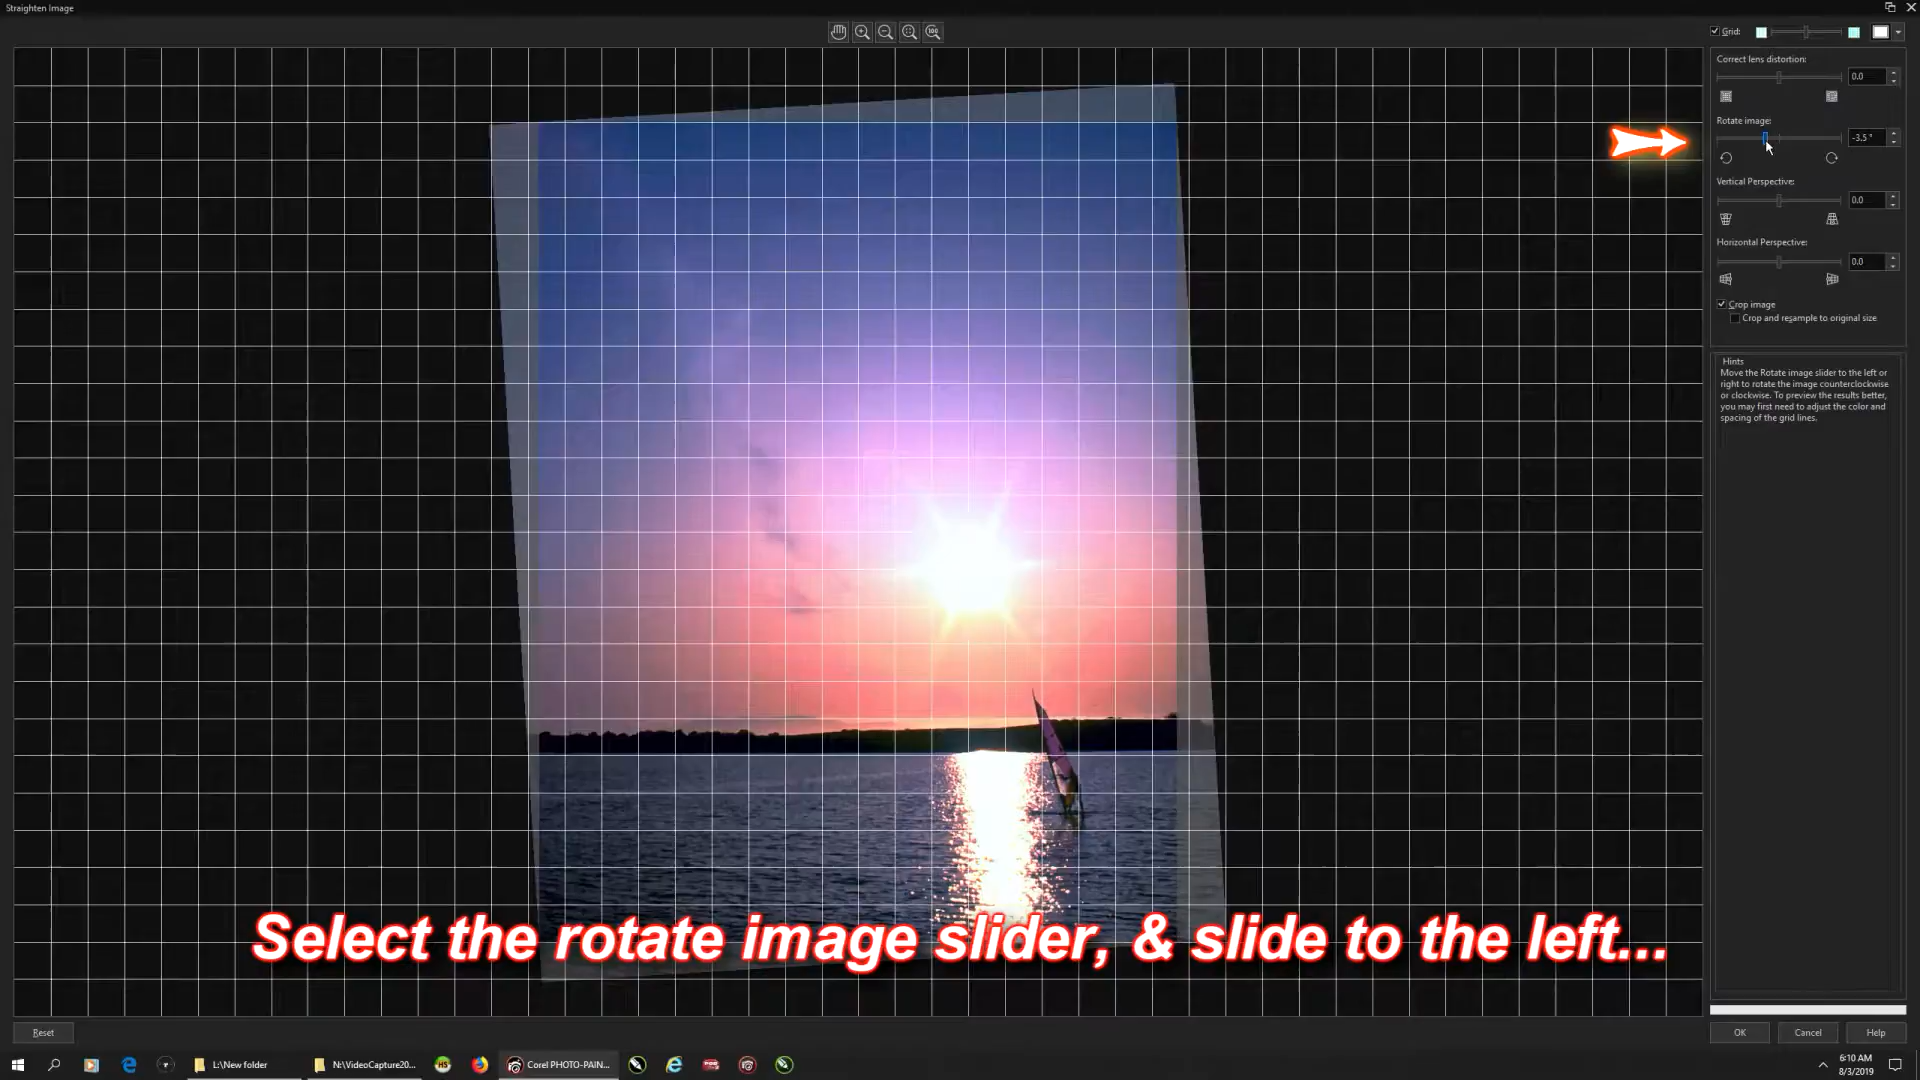 Straighten Image
Grid:
Correct lens distortion:
0.0
Rotate image:
-3.5 °
Vertical Perspective:
0.0
Horizontal Perspective:
0.0
Crop image
Crop and resample to original size
Hints
Move the Rotate image slider to the left or
right to rotate the image counterclockwise
or clockwise. To preview the results better,
you may first need to adjust the color and
spacing of the grid lines.
Select the rotate image slider, & slide to the left...
Reset
OK Cancel Help
L:\New folder N:\VideoCapture20... Corel PHOTO-PAIN...
6:10 AM
8/3/2019